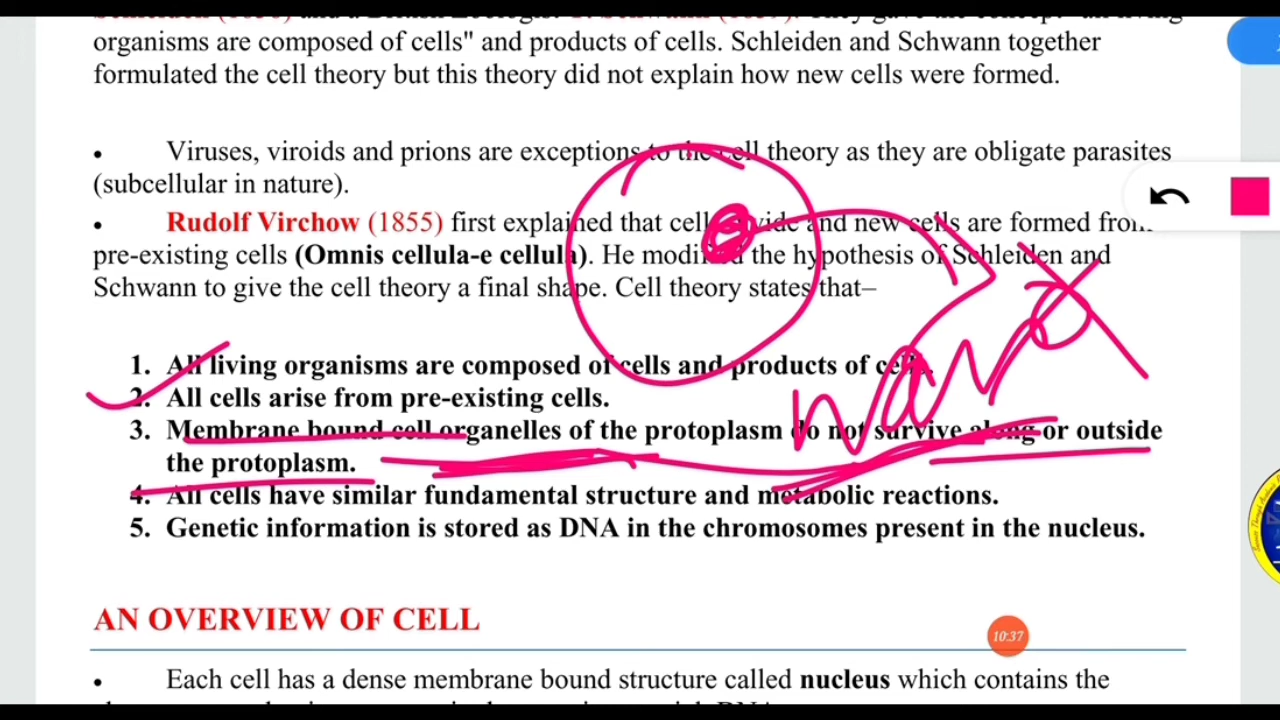 organisms are composed of cells" and products of cells. Schleiden and Schwann together
formulated the cell theory but this theory did not explain how new cells were formed.
• Viruses, viroids and prions are exceptions to the cell theory as they are obligate parasites
(subcellular in nature).
• Rudolf Virchow (1855) first explained that cells divide and new cells are formed from
pre-existing cells (Omnis cellula-e cellula). He modified the hypothesis of Schleiden and
Schwann to give the cell theory a final shape. Cell theory states that–
1. All living organisms are composed of cells and products of cells.
2. All cells arise from pre-existing cells.
3. Membrane bound cell organelles of the protoplasm do not survive along or outside
the protoplasm.
4. All cells have similar fundamental structure and metabolic reactions.
5. Genetic information is stored as DNA in the chromosomes present in the nucleus.
AN OVERVIEW OF CELL
10:37
• Each cell has a dense membrane bound structure called nucleus which contains the